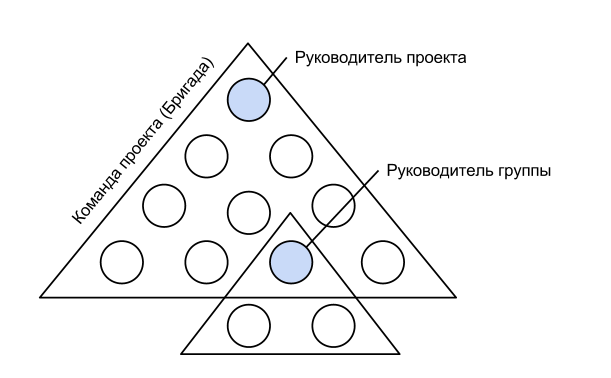 Руководитель проекта
Команда проекта (Бригада)
Руководитель группы